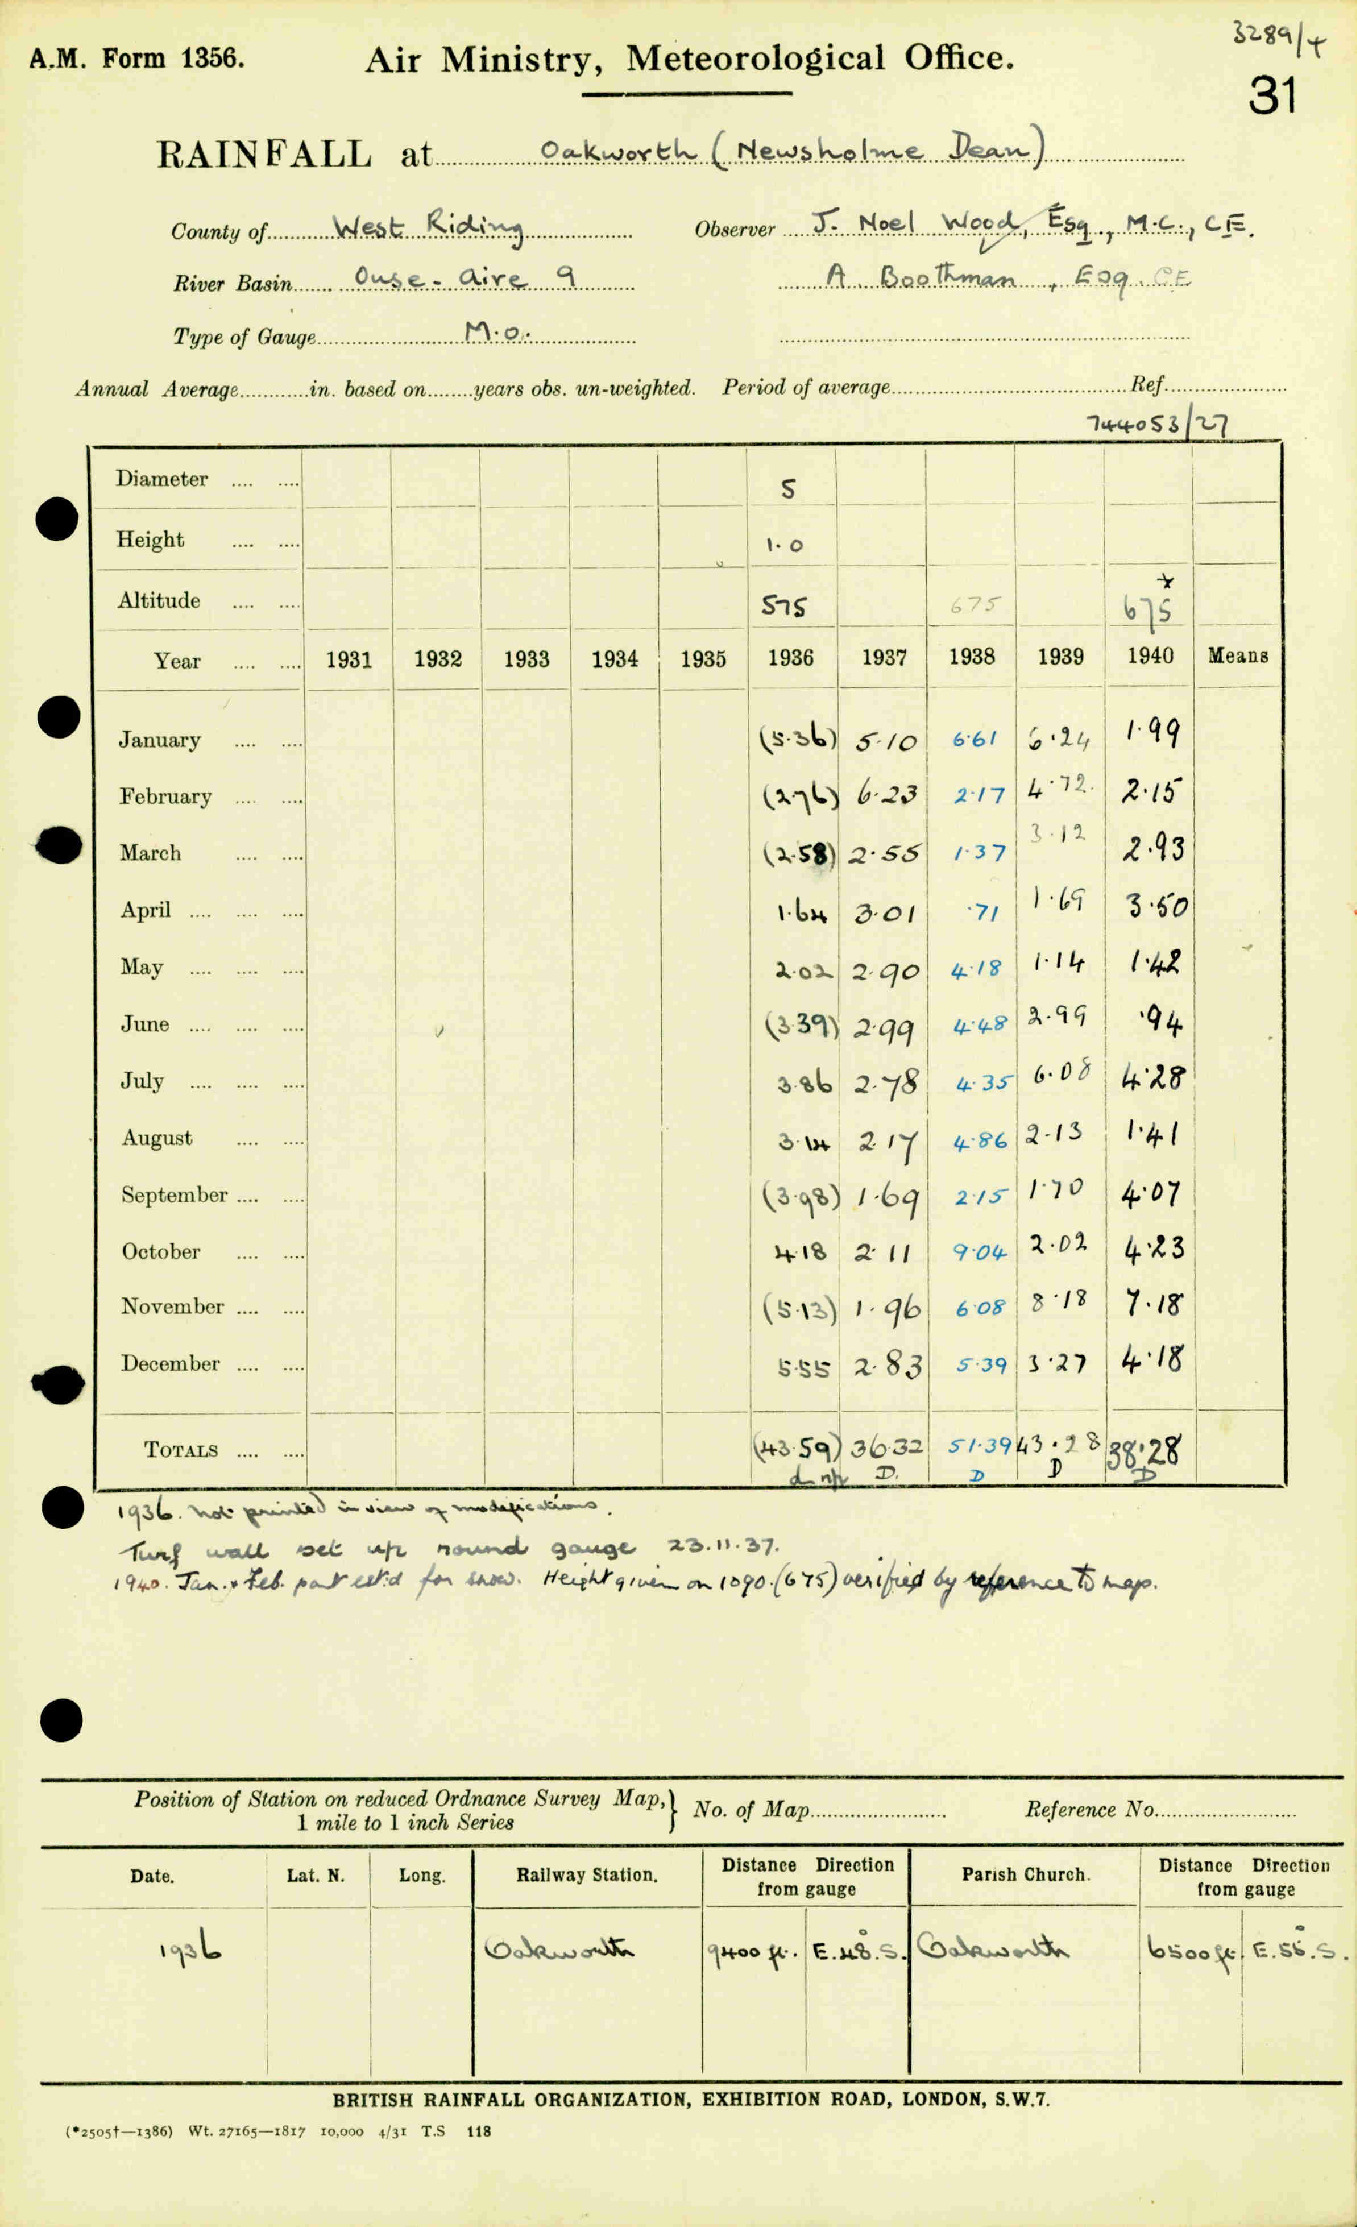 3289/4
A.M. Form 1356. Air Ministry, Meteorological Office.
31
RAINFALL at Oakworth (Newsholme Dean)
County of West Riding Observer J. Noel Wood, Esq., M.C., C.E.
River Basin Ouse - Aire 9 A. Boothman, Esq. CE
Type of Gauge M.O.
Annual Average in. based on years obs. un-weighted. Period of average Ref.
744053/27
Diameter 5
Height 1.0
Altitude 575 675 675 *
Year 1931 1932 1933 1934 1935 1936 1937 1938 1939 1940 Means
January (5.36) 5.10 6.61 6.24 1.99
February (2.76) 6.23 2.17 4.72 2.15
March (2.58) 2.55 1.37 3.12 2.93
April 1.64 3.01 .71 1.69 3.50
May 2.02 2.90 4.18 1.14 1.42
June (3.39) 2.99 4.48 2.99 .94
July 3.86 2.78 4.35 6.08 4.28
August 3.14 2.17 4.86 2.13 1.41
September (3.98) 1.69 2.15 1.70 4.07
October 4.18 2.11 9.04 2.02 4.23
November (5.13) 1.96 6.08 8.18 7.18
December 5.55 2.83 5.39 3.27 4.18
TOTALS (43.59) 36.32 51.39 43.28 38.28
D. D D D
1936. Not printed in view of modifications.
Turf wall set up round gauge 23.11.37.
1940. Jan. & Feb. part est'd for snow. Height given on 1090. (675) verified by reference to map.
Position of Station on reduced Ordnance Survey Map, 1 mile to 1 inch Series } No. of Map Reference No.
Date. Lat. N. Long. Railway Station. Distance Direction from gauge Parish Church. Distance Direction from gauge
1936 Oakworth 9400 ft. E.48°.S. Oakworth 6500 ft. E.55°.S.
BRITISH RAINFALL ORGANIZATION, EXHIBITION ROAD, LONDON, S.W.7.
(*2505†—1386) Wt. 27165—1817 10,000 4/31 T.S 118